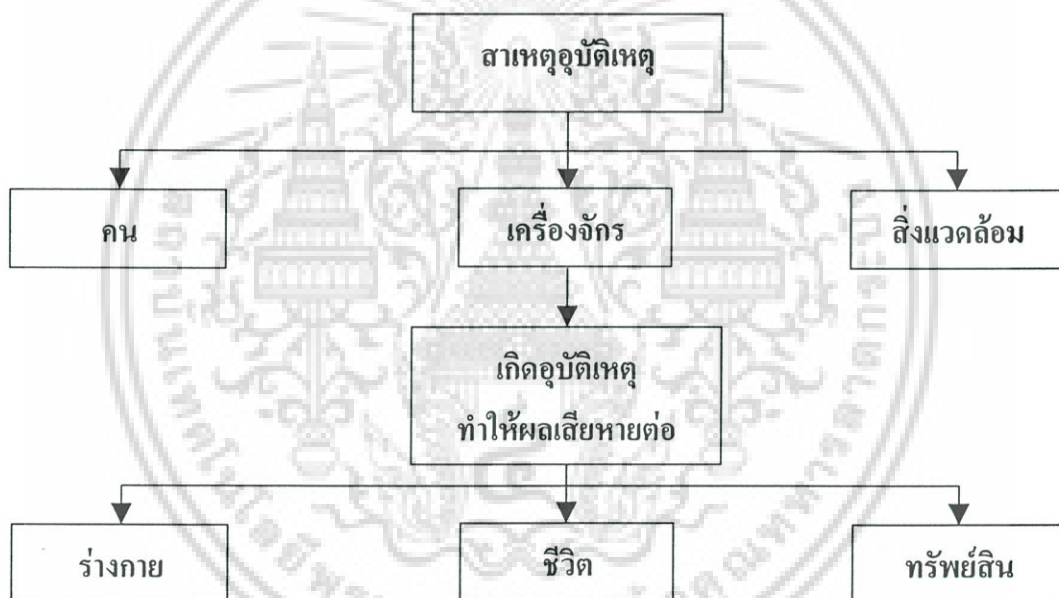 สาเหตุอุบัติเหตุ
คน
เครื่องจักร
สิ่งแวดล้อม
เกิดอุบัติเหตุ
ทำให้ผลเสียหายต่อ
ร่างกาย
ชีวิต
ทรัพย์สิน